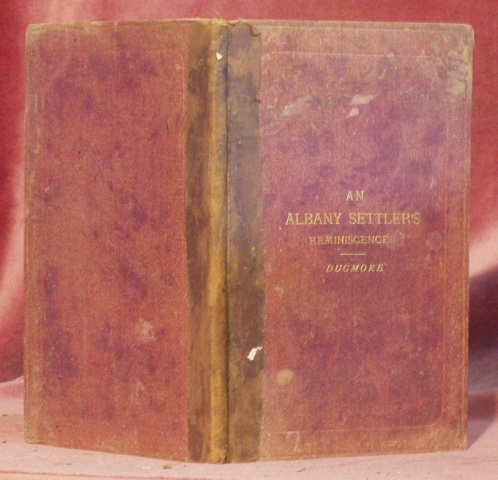 AN
ALBANY SETTLER'S
REMINISCENCES
DUGMORE